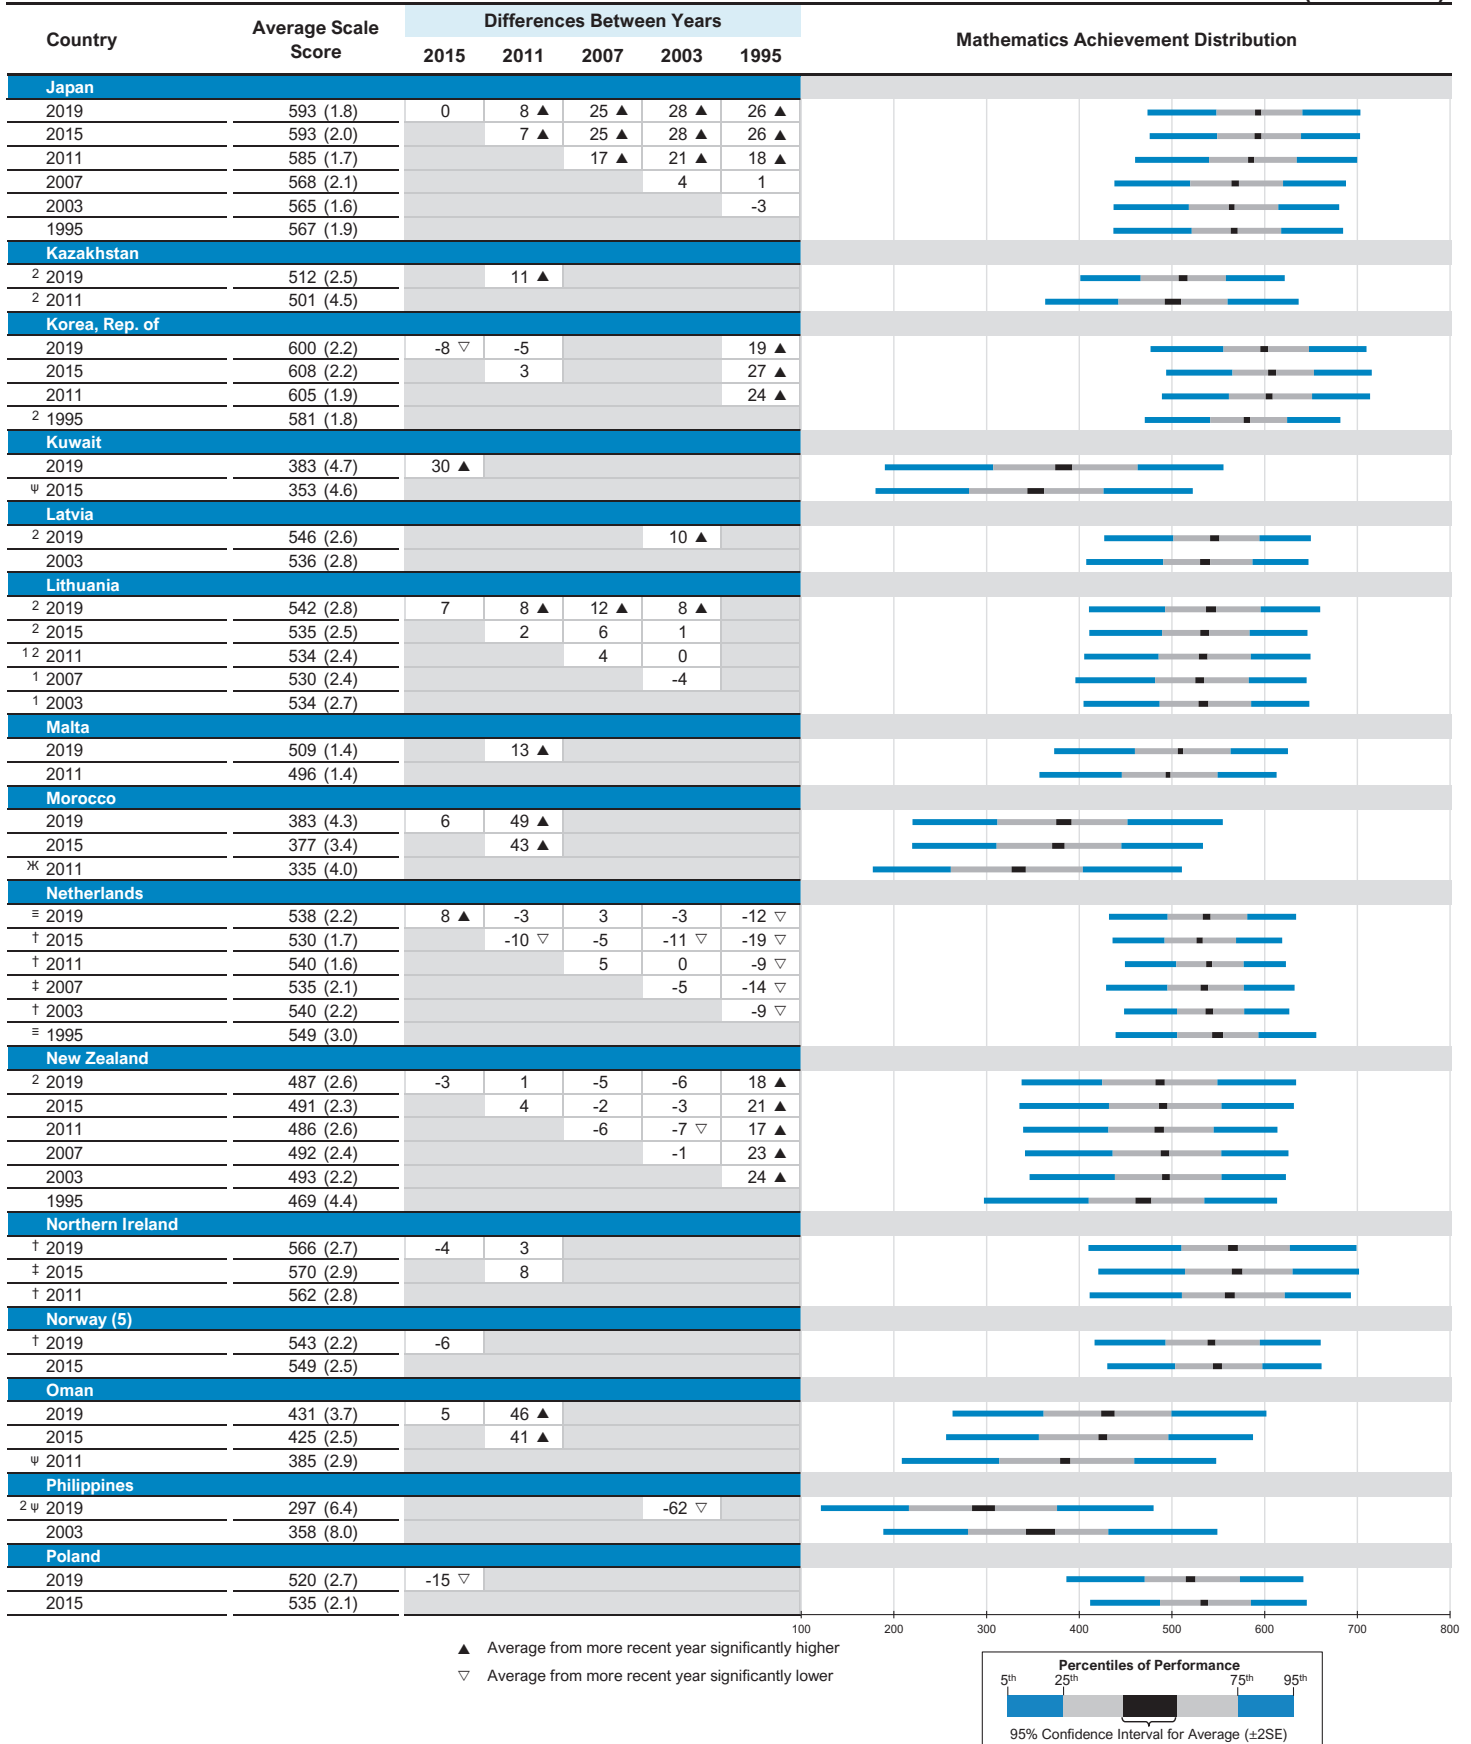 Country Average Scale Score Differences Between Years Mathematics Achievement Distribution
2015 2011 2007 2003 1995
Japan
2019 593 (1.8) 0 8 ▲ 25 ▲ 28 ▲ 26 ▲
2015 593 (2.0) 7 ▲ 25 ▲ 28 ▲ 26 ▲
2011 585 (1.7) 17 ▲ 21 ▲ 18 ▲
2007 568 (2.1) 4 1
2003 565 (1.6) -3
1995 567 (1.9)
Kazakhstan
2 2019 512 (2.5) 11 ▲
2 2011 501 (4.5)
Korea, Rep. of
2019 600 (2.2) -8 ▽ -5 19 ▲
2015 608 (2.2) 3 27 ▲
2011 605 (1.9) 24 ▲
2 1995 581 (1.8)
Kuwait
2019 383 (4.7) 30 ▲
ψ 2015 353 (4.6)
Latvia
2 2019 546 (2.6) 10 ▲
2003 536 (2.8)
Lithuania
2 2019 542 (2.8) 7 8 ▲ 12 ▲ 8 ▲
2 2015 535 (2.5) 2 6 1
1 2 2011 534 (2.4) 4 0
1 2007 530 (2.4) -4
1 2003 534 (2.7)
Malta
2019 509 (1.4) 13 ▲
2011 496 (1.4)
Morocco
2019 383 (4.3) 6 49 ▲
2015 377 (3.4) 43 ▲
Ж 2011 335 (4.0)
Netherlands
≡ 2019 538 (2.2) 8 ▲ -3 3 -3 -12 ▽
† 2015 530 (1.7) -10 ▽ -5 -11 ▽ -19 ▽
† 2011 540 (1.6) 5 0 -9 ▽
‡ 2007 535 (2.1) -5 -14 ▽
† 2003 540 (2.2) -9 ▽
≡ 1995 549 (3.0)
New Zealand
2 2019 487 (2.6) -3 1 -5 -6 18 ▲
2015 491 (2.3) 4 -2 -3 21 ▲
2011 486 (2.6) -6 -7 ▽ 17 ▲
2007 492 (2.4) -1 23 ▲
2003 493 (2.2) 24 ▲
1995 469 (4.4)
Northern Ireland
† 2019 566 (2.7) -4 3
‡ 2015 570 (2.9) 8
† 2011 562 (2.8)
Norway (5)
† 2019 543 (2.2) -6
2015 549 (2.5)
Oman
2019 431 (3.7) 5 46 ▲
2015 425 (2.5) 41 ▲
ψ 2011 385 (2.9)
Philippines
2 ψ 2019 297 (6.4) -62 ▽
2003 358 (8.0)
Poland
2019 520 (2.7) -15 ▽
2015 535 (2.1)
100 200 300 400 500 600 700 800
▲ Average from more recent year significantly higher
▽ Average from more recent year significantly lower
Percentiles of Performance
5th 25th 75th 95th
95% Confidence Interval for Average (±2SE)